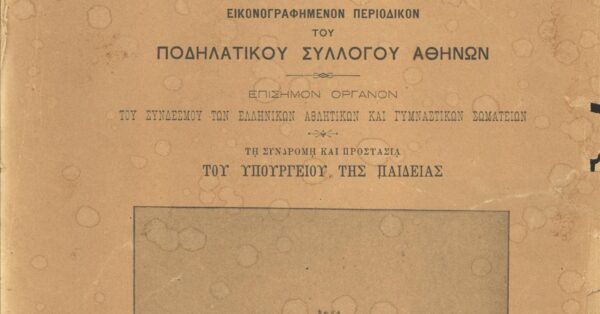 ΕΙΚΟΝΟΓΡΑΦΗΜΕΝΟΝ ΠΕΡΙΟΔΙΚΟΝ
ΤΟΥ
ΠΟΔΗΛΑΤΙΚΟΥ ΣΥΛΛΟΓΟΥ ΑΘΗΝΩΝ
ΕΠΙΣΗΜΟΝ ΟΡΓΑΝΟΝ
ΤΟΥ ΣΥΝΔΕΣΜΟΥ ΤΩΝ ΕΛΛΗΝΙΚΩΝ ΑΘΛΗΤΙΚΩΝ ΚΑΙ ΓΥΜΝΑΣΤΙΚΩΝ ΣΩΜΑΤΕΙΩΝ
ΤΗ ΣΥΝΔΡΟΜΗ ΚΑΙ ΠΡΟΣΤΑΣΙΑ
ΤΟΥ ΥΠΟΥΡΓΕΙΟΥ ΤΗΣ ΠΑΙΔΕΙΑΣ